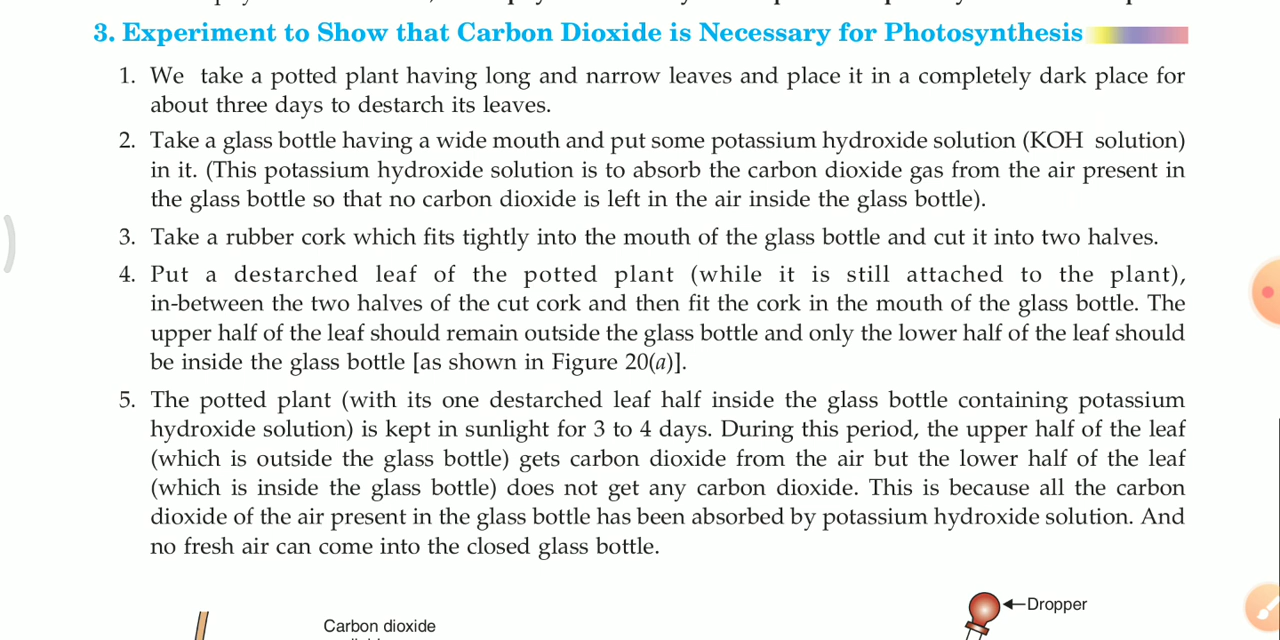 3. Experiment to Show that Carbon Dioxide is Necessary for Photosynthesis
1. We take a potted plant having long and narrow leaves and place it in a completely dark place for
about three days to destarch its leaves.
2. Take a glass bottle having a wide mouth and put some potassium hydroxide solution (KOH solution)
in it. (This potassium hydroxide solution is to absorb the carbon dioxide gas from the air present in
the glass bottle so that no carbon dioxide is left in the air inside the glass bottle).
3. Take a rubber cork which fits tightly into the mouth of the glass bottle and cut it into two halves.
4. Put a destarched leaf of the potted plant (while it is still attached to the plant),
in-between the two halves of the cut cork and then fit the cork in the mouth of the glass bottle. The
upper half of the leaf should remain outside the glass bottle and only the lower half of the leaf should
be inside the glass bottle [as shown in Figure 20(a)].
5. The potted plant (with its one destarched leaf half inside the glass bottle containing potassium
hydroxide solution) is kept in sunlight for 3 to 4 days. During this period, the upper half of the leaf
(which is outside the glass bottle) gets carbon dioxide from the air but the lower half of the leaf
(which is inside the glass bottle) does not get any carbon dioxide. This is because all the carbon
dioxide of the air present in the glass bottle has been absorbed by potassium hydroxide solution. And
no fresh air can come into the closed glass bottle.
Dropper
Carbon dioxide